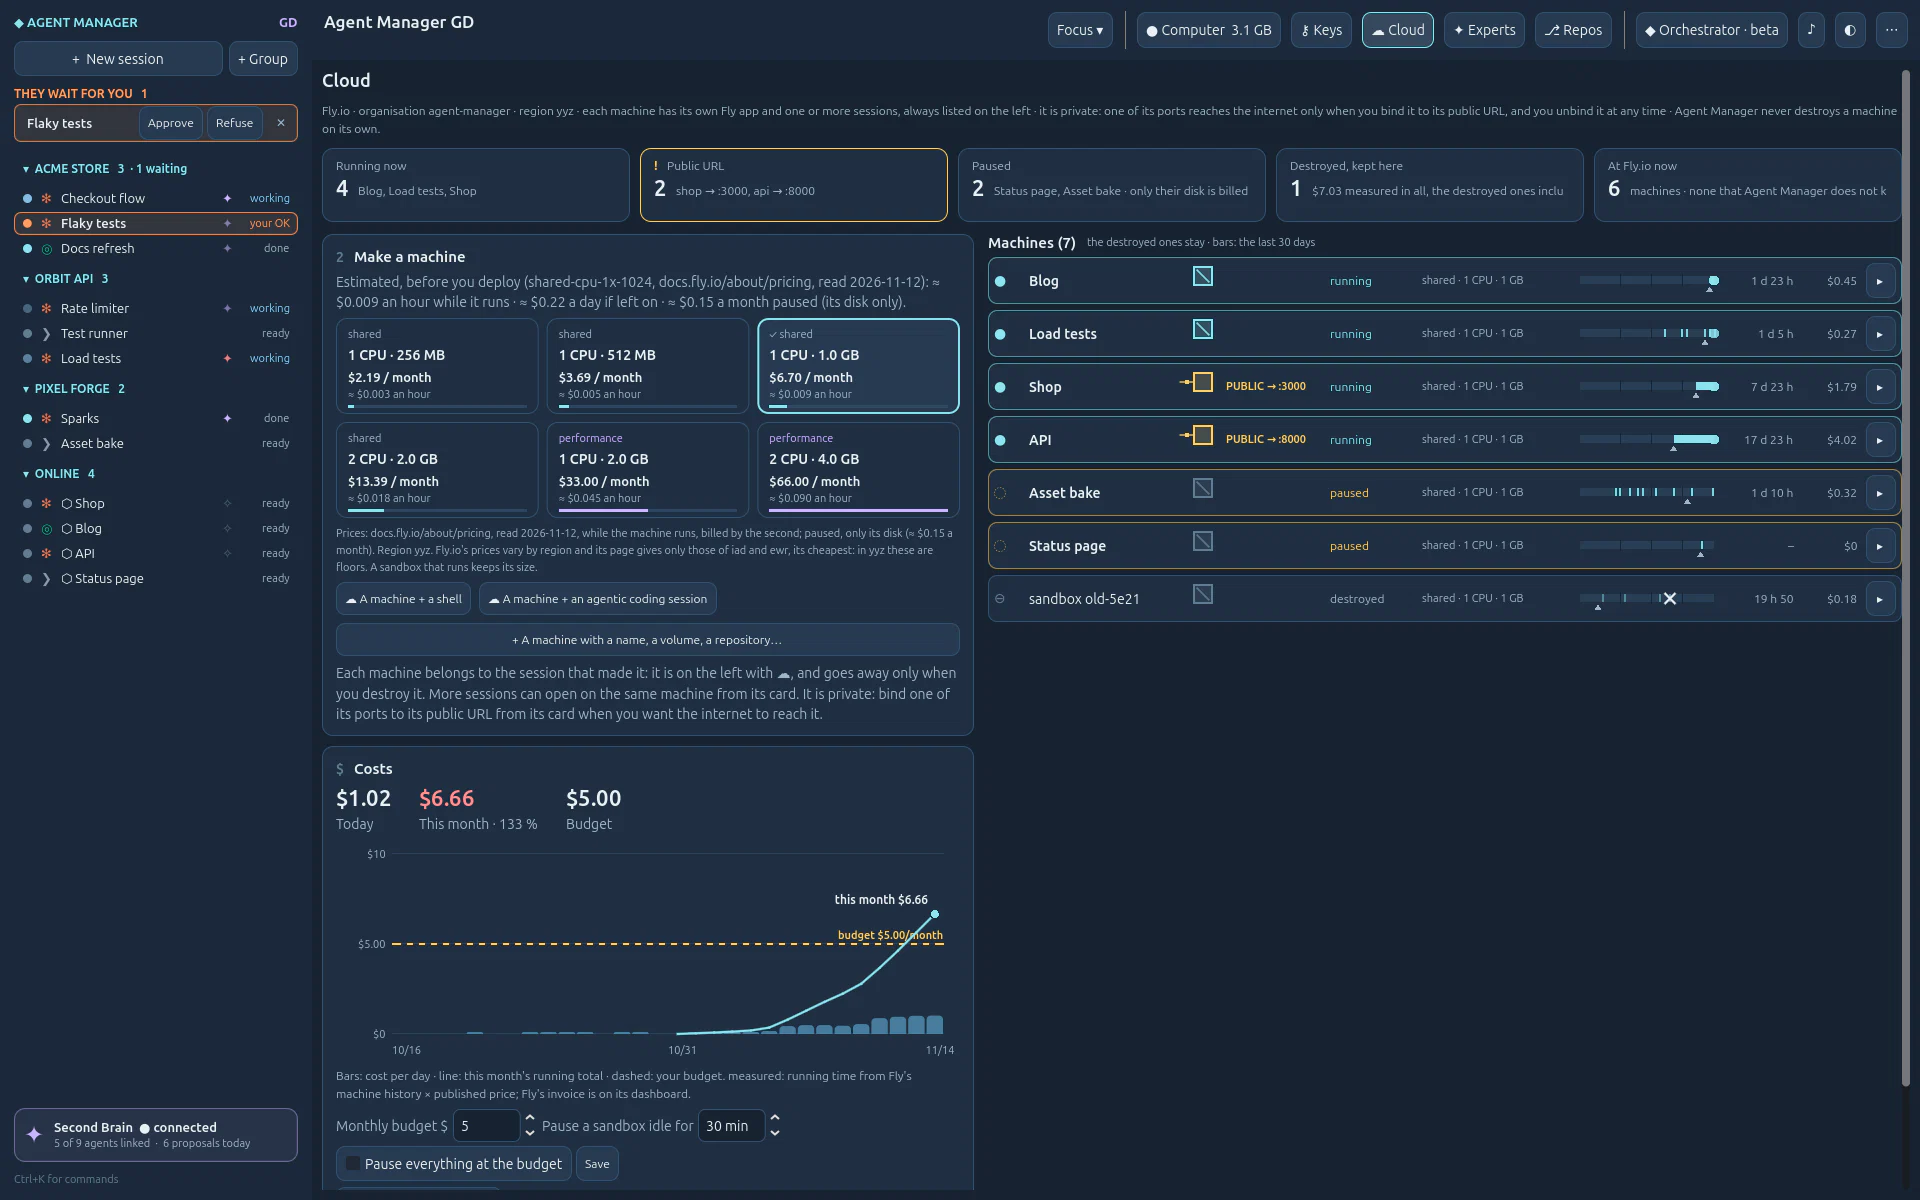 ◆ AGENT MANAGER GD
+ New session
+ Group
THEY WAIT FOR YOU 1
Flaky tests Approve Refuse ×
▾ ACME STORE 3 · 1 waiting
Checkout flow working
Flaky tests your OK
Docs refresh done
▾ ORBIT API 3
Rate limiter working
Test runner ready
Load tests working
▾ PIXEL FORGE 2
Sparks done
Asset bake ready
▾ ONLINE 4
Shop ready
Blog ready
API ready
Status page ready
Second Brain ● connected
5 of 9 agents linked · 6 proposals today
Ctrl+K for commands
Agent Manager GD
Focus ▾
● Computer 3.1 GB
Keys
☁ Cloud
✦ Experts
Repos
◆ Orchestrator · beta
♪
◐
···
Cloud
Fly.io · organisation agent-manager · region yyz · each machine has its own Fly app and one or more sessions, always listed on the left · it is private: one of its ports reaches the internet only when you bind it to its public URL, and you unbind it at any time · Agent Manager never destroys a machine
on its own.
Running now
4 Blog, Load tests, Shop
! Public URL
2 shop → :3000, api → :8000
Paused
2 Status page, Asset bake · only their disk is billed
Destroyed, kept here
1 $7.03 measured in all, the destroyed ones inclu
At Fly.io now
6 machines · none that Agent Manager does not k
2 Make a machine
Estimated, before you deploy (shared-cpu-1x-1024, docs.fly.io/about/pricing, read 2026-11-12): ≈
$0.009 an hour while it runs · ≈ $0.22 a day if left on · ≈ $0.15 a month paused (its disk only).
shared
1 CPU · 256 MB
$2.19 / month
≈ $0.003 an hour
shared
1 CPU · 512 MB
$3.69 / month
≈ $0.005 an hour
✓ shared
1 CPU · 1.0 GB
$6.70 / month
≈ $0.009 an hour
shared
2 CPU · 2.0 GB
$13.39 / month
≈ $0.018 an hour
performance
1 CPU · 2.0 GB
$33.00 / month
≈ $0.045 an hour
performance
2 CPU · 4.0 GB
$66.00 / month
≈ $0.090 an hour
Prices: docs.fly.io/about/pricing, read 2026-11-12, while the machine runs, billed by the second; paused, only its disk (≈ $0.15 a
month). Region yyz. Fly.io's prices vary by region and its page gives only those of iad and ewr, its cheapest: in yyz these are
floors. A sandbox that runs keeps its size.
☁ A machine + a shell
☁ A machine + an agentic coding session
+ A machine with a name, a volume, a repository…
Each machine belongs to the session that made it: it is on the left with ☁, and goes away only when
you destroy it. More sessions can open on the same machine from its card. It is private: bind one of
its ports to its public URL from its card when you want the internet to reach it.
$ Costs
$1.02 $6.66 $5.00
Today This month · 133 % Budget
$10
this month $6.66
budget $5.00/month
$5.00
$0
10/16 10/31 11/14
Bars: cost per day · line: this month's running total · dashed: your budget. measured: running time from Fly's
machine history × published price; Fly's invoice is on its dashboard.
Monthly budget $ 5 Pause a sandbox idle for 30 min
Pause everything at the budget Save
Machines (7) the destroyed ones stay · bars: the last 30 days
Blog running shared · 1 CPU · 1 GB 1 d 23 h $0.45
Load tests running shared · 1 CPU · 1 GB 1 d 5 h $0.27
Shop PUBLIC → :3000 running shared · 1 CPU · 1 GB 7 d 23 h $1.79
API PUBLIC → :8000 running shared · 1 CPU · 1 GB 17 d 23 h $4.02
Asset bake paused shared · 1 CPU · 1 GB 1 d 10 h $0.32
Status page paused shared · 1 CPU · 1 GB – $0
sandbox old-5e21 destroyed shared · 1 CPU · 1 GB 19 h 50 $0.18